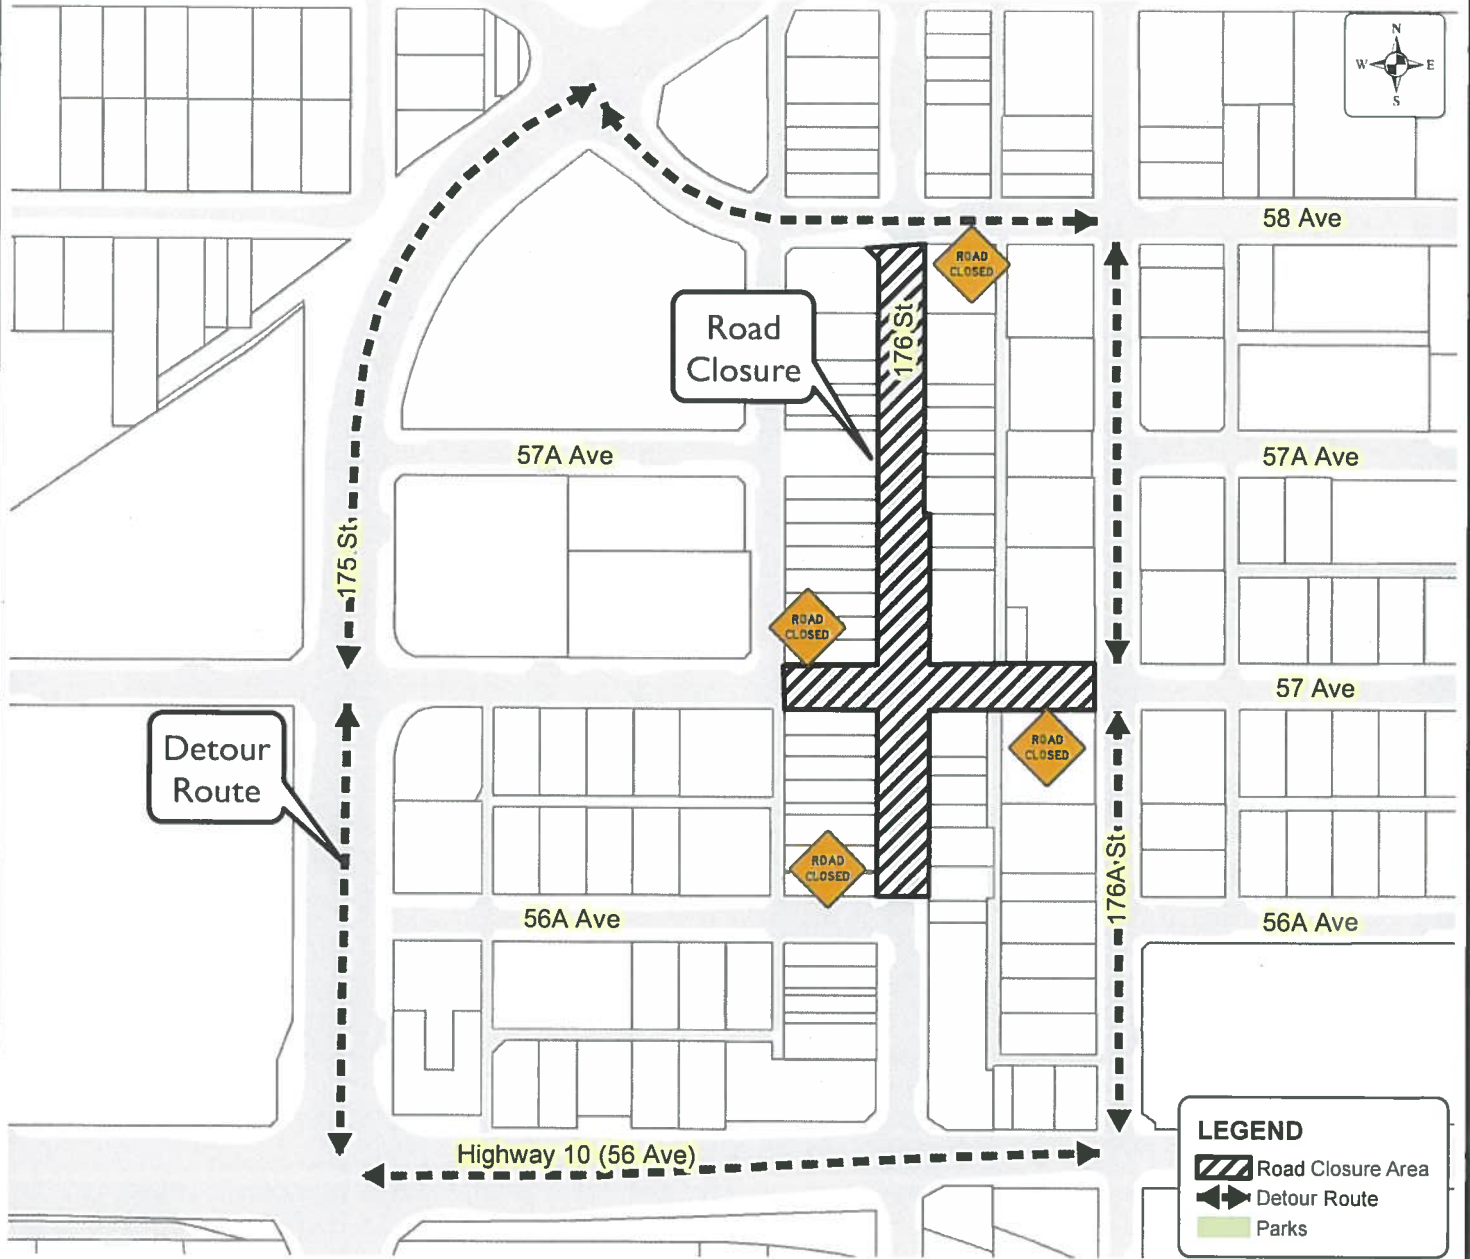 N
W E
S
58 Ave
ROAD
CLOSED
176 St
Road
Closure
57A Ave
57A Ave
175 St
ROAD
CLOSED
57 Ave
Detour
Route
ROAD
CLOSED
176A St
ROAD
CLOSED
56A Ave
56A Ave
Highway 10 (56 Ave)
LEGEND
Road Closure Area
Detour Route
Parks